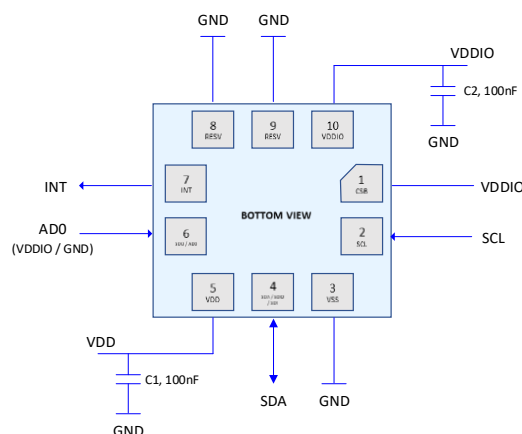 GND
GND
VDDIO
C2, 100nF
GND
8
RESV
9
RESV
10
VDDIO
7
INT
INT
1
CSB
VDDIO
BOTTOM VIEW
AD0
(VDDIO / GND)
6
2
SCL
SCL
5
VDD
4
3
VSS
VDD
C1, 100nF
SDA
GND
GND